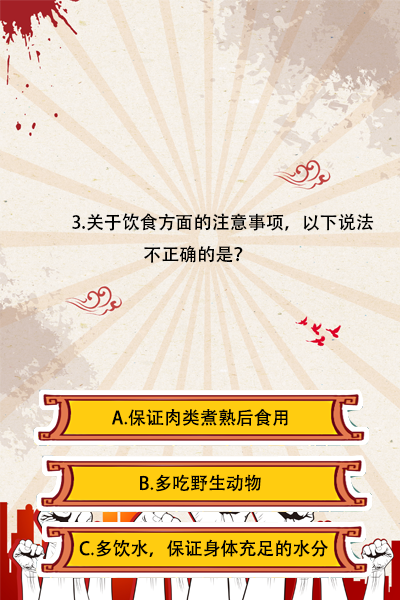 3.关于饮食方面的注意事项，以下说法
不正确的是？
A.保证肉类煮熟后食用
B.多吃野生动物
C.多饮水，保证身体充足的水分